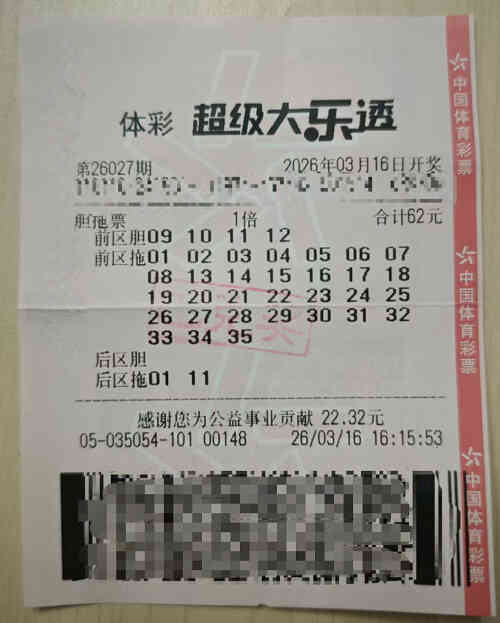 体彩 超级大乐透
第26027期 2026年03月16日开奖
胆拖票 1倍 合计62元
前区胆09 10 11 12
前区拖01 02 03 04 05 06 07
08 13 14 15 16 17 18
19 20 21 22 23 24 25
26 27 28 29 30 31 32
33 34 35
后区胆
后区拖01 11
感谢您为公益事业贡献 22.32元
05-035054-101 00148 26/03/16 16:15:53
中国体育彩票
中国体育彩票
中国体育彩票